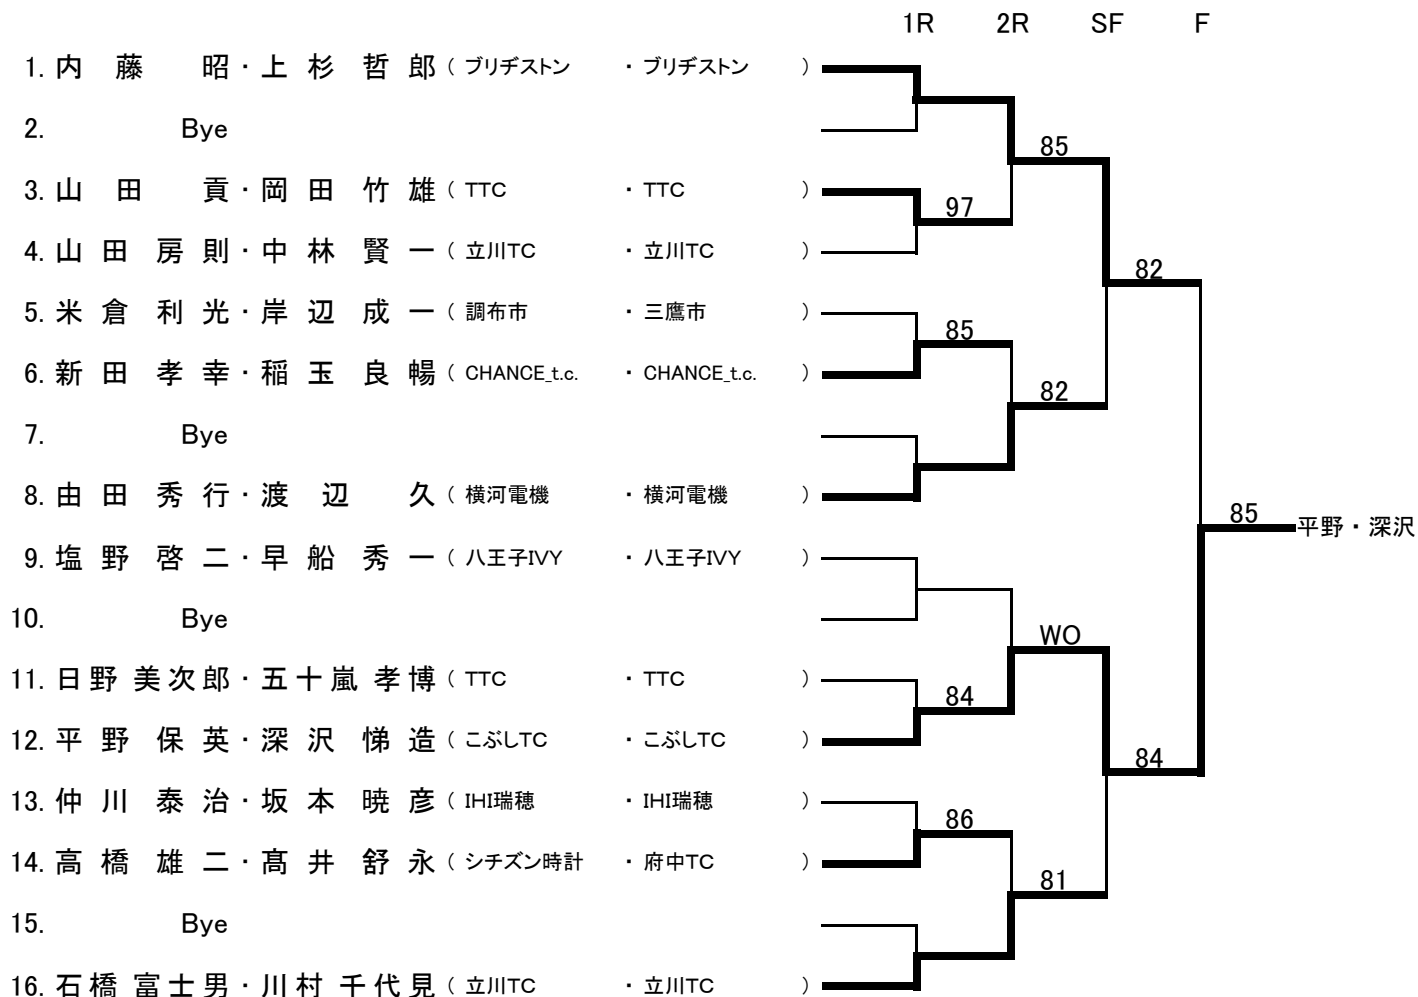 1R 2R SF F
1. 内藤 昭・上杉哲郎 ( ブリヂストン ・ ブリヂストン )
2. Bye
85
3. 山田 貢・岡田竹雄 ( TTC ・ TTC )
97
4. 山田房則・中林賢一 ( 立川TC ・ 立川TC )
82
5. 米倉利光・岸辺成一 ( 調布市 ・ 三鷹市 )
85
6. 新田孝幸・稲玉良暢 ( CHANCE_t.c. ・ CHANCE_t.c. )
82
7. Bye
8. 由田秀行・渡辺 久 ( 横河電機 ・ 横河電機 )
85 平野・深沢
9. 塩野啓二・早船秀一 ( 八王子IVY ・ 八王子IVY )
10. Bye
WO
11. 日野美次郎・五十嵐孝博 ( TTC ・ TTC )
84
12. 平野保英・深沢悌造 ( こぶしTC ・ こぶしTC )
84
13. 仲川泰治・坂本暁彦 ( IHI瑞穂 ・ IHI瑞穂 )
86
14. 高橋雄二・髙井舒永 ( シチズン時計 ・ 府中TC )
81
15. Bye
16. 石橋富士男・川村千代見 ( 立川TC ・ 立川TC )